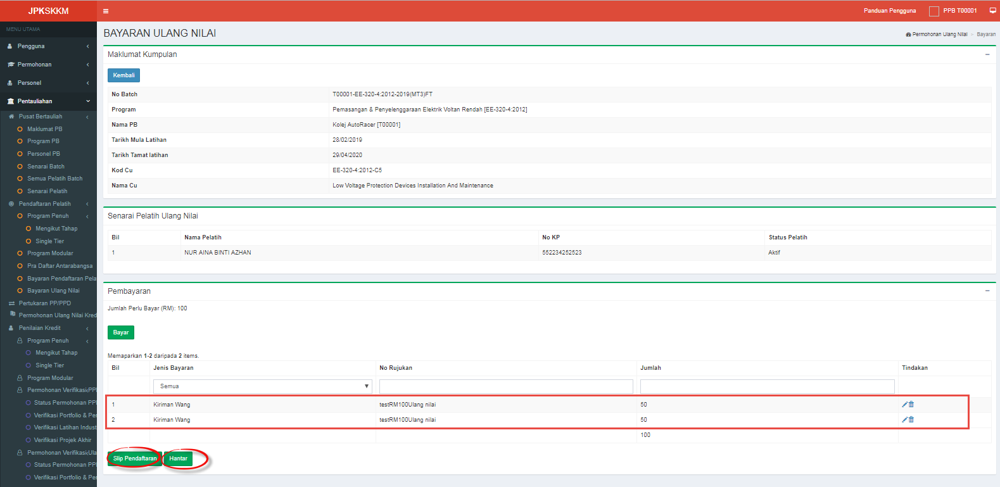 JPKSKKM
Panduan Pengguna
PPB T00001
MENU UTAMA
Pengguna
Permohonan
Personel
Pentauliahan
Pusat Bertauliah
Maklumat PB
Program PB
Personel PB
Senarai Batch
Semua Pelatih Batch
Senarai Pelatih
Pendaftaran Pelatih
Program Penuh
Mengikut Tahap
Single Tier
Program Modular
Pra Daftar Antarabangsa
Bayaran Pendaftaran Pela
Bayaran Ulang Nilai
Pertukaran PP/PPD
Permohonan Ulang Nilai Kred
Penilaian Kredit
Program Penuh
Mengikut Tahap
Single Tier
Program Modular
Permohonan Verifikasi PPI
Status Permohonan PPI
Verifikasi Portfolio & Per
Verifikasi Latihan Indust
Verifikasi Projek Akhir
Permohonan Verifikasi Ula
Status Permohonan PPI
Verifikasi Portfolio & Per
BAYARAN ULANG NILAI
Permohonan Ulang Nilai > Bayaran
Maklumat Kumpulan
Kembali
No Batch T00001-EE-320-4:2012-2019(MT3)FT
Program Pemasangan & Penyelenggaraan Elektrik Voltan Rendah [EE-320-4:2012]
Nama PB Kolej AutoRacer [T00001]
Tarikh Mula Latihan 28/02/2019
Tarikh Tamat latihan 29/04/2020
Kod Cu EE-320-4:2012-C5
Nama Cu Low Voltage Protection Devices Installation And Maintenance
Senarai Pelatih Ulang Nilai
Bil Nama Pelatih No KP Status Pelatih
1 NUR AINA BINTI AZHAN 552234252523 Aktif
Pembayaran
Jumlah Perlu Bayar (RM): 100
Bayar
Memaparkan 1-2 daripada 2 items.
Bil Jenis Bayaran No Rujukan Jumlah Tindakan
Semua
1 Kiriman Wang testRM100Ulang nilai 50
2 Kiriman Wang testRM100Ulang nilai 50
100
Slip Pendaftaran Hantar